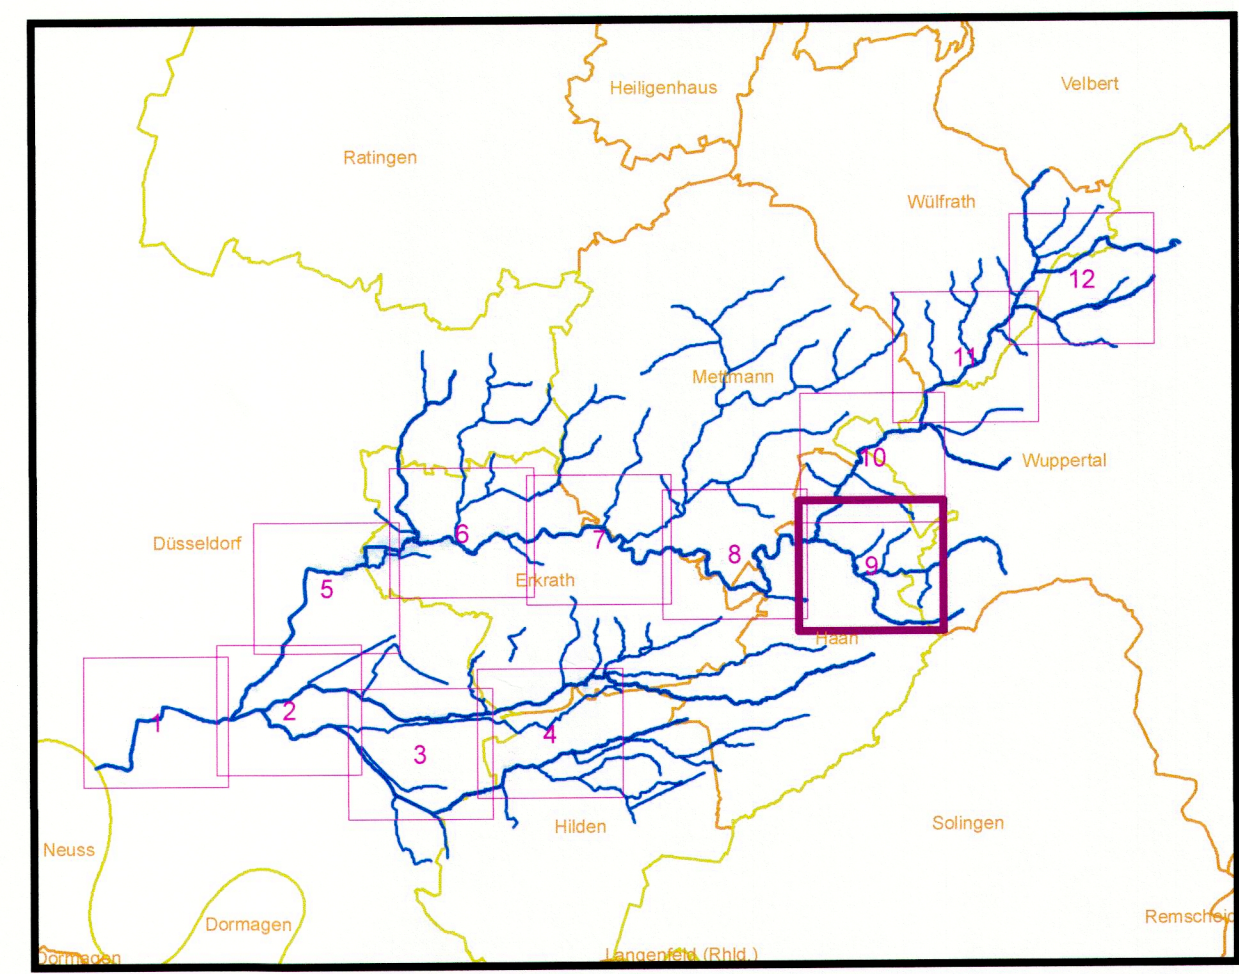 Heiligenhaus
Velbert
Ratingen
Wülfrath
12
11
Mettmann
10
Wuppertal
Düsseldorf
6
7
8
9
5
Erkrath
Haan
1
2
3
4
Hilden
Solingen
Neuss
Dormagen
Remscheid
Dormagen
Langenfeld (Rhld.)